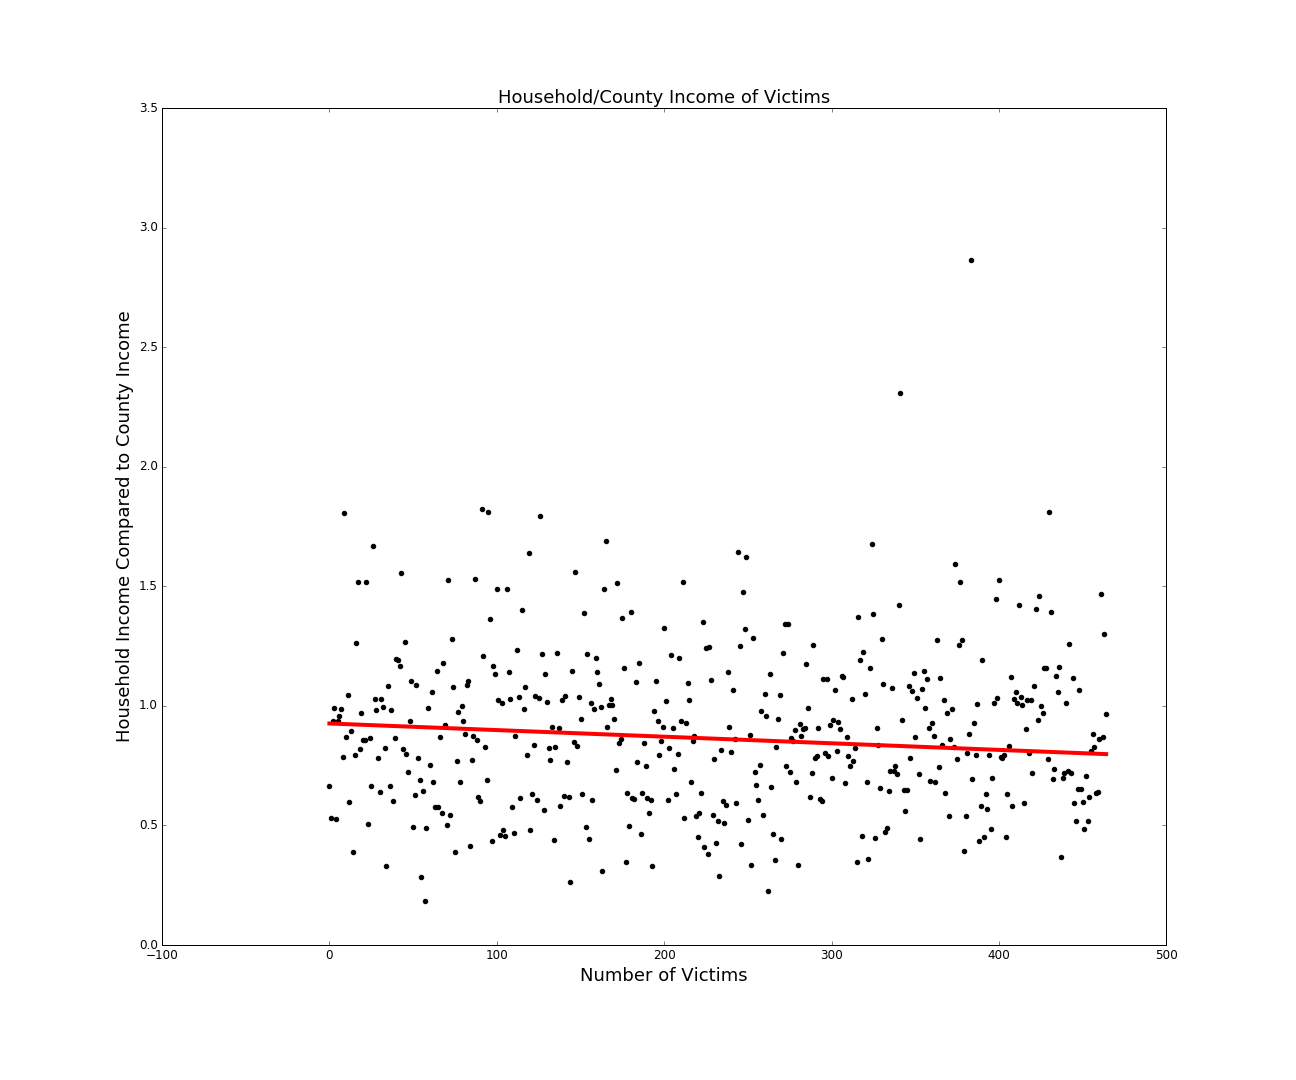 Household/County Income of Victims
3.5
3.0
2.5
2.0
1.5
1.0
0.5
0.0
Household Income Compared to County Income
−100 0 100 200 300 400 500
Number of Victims